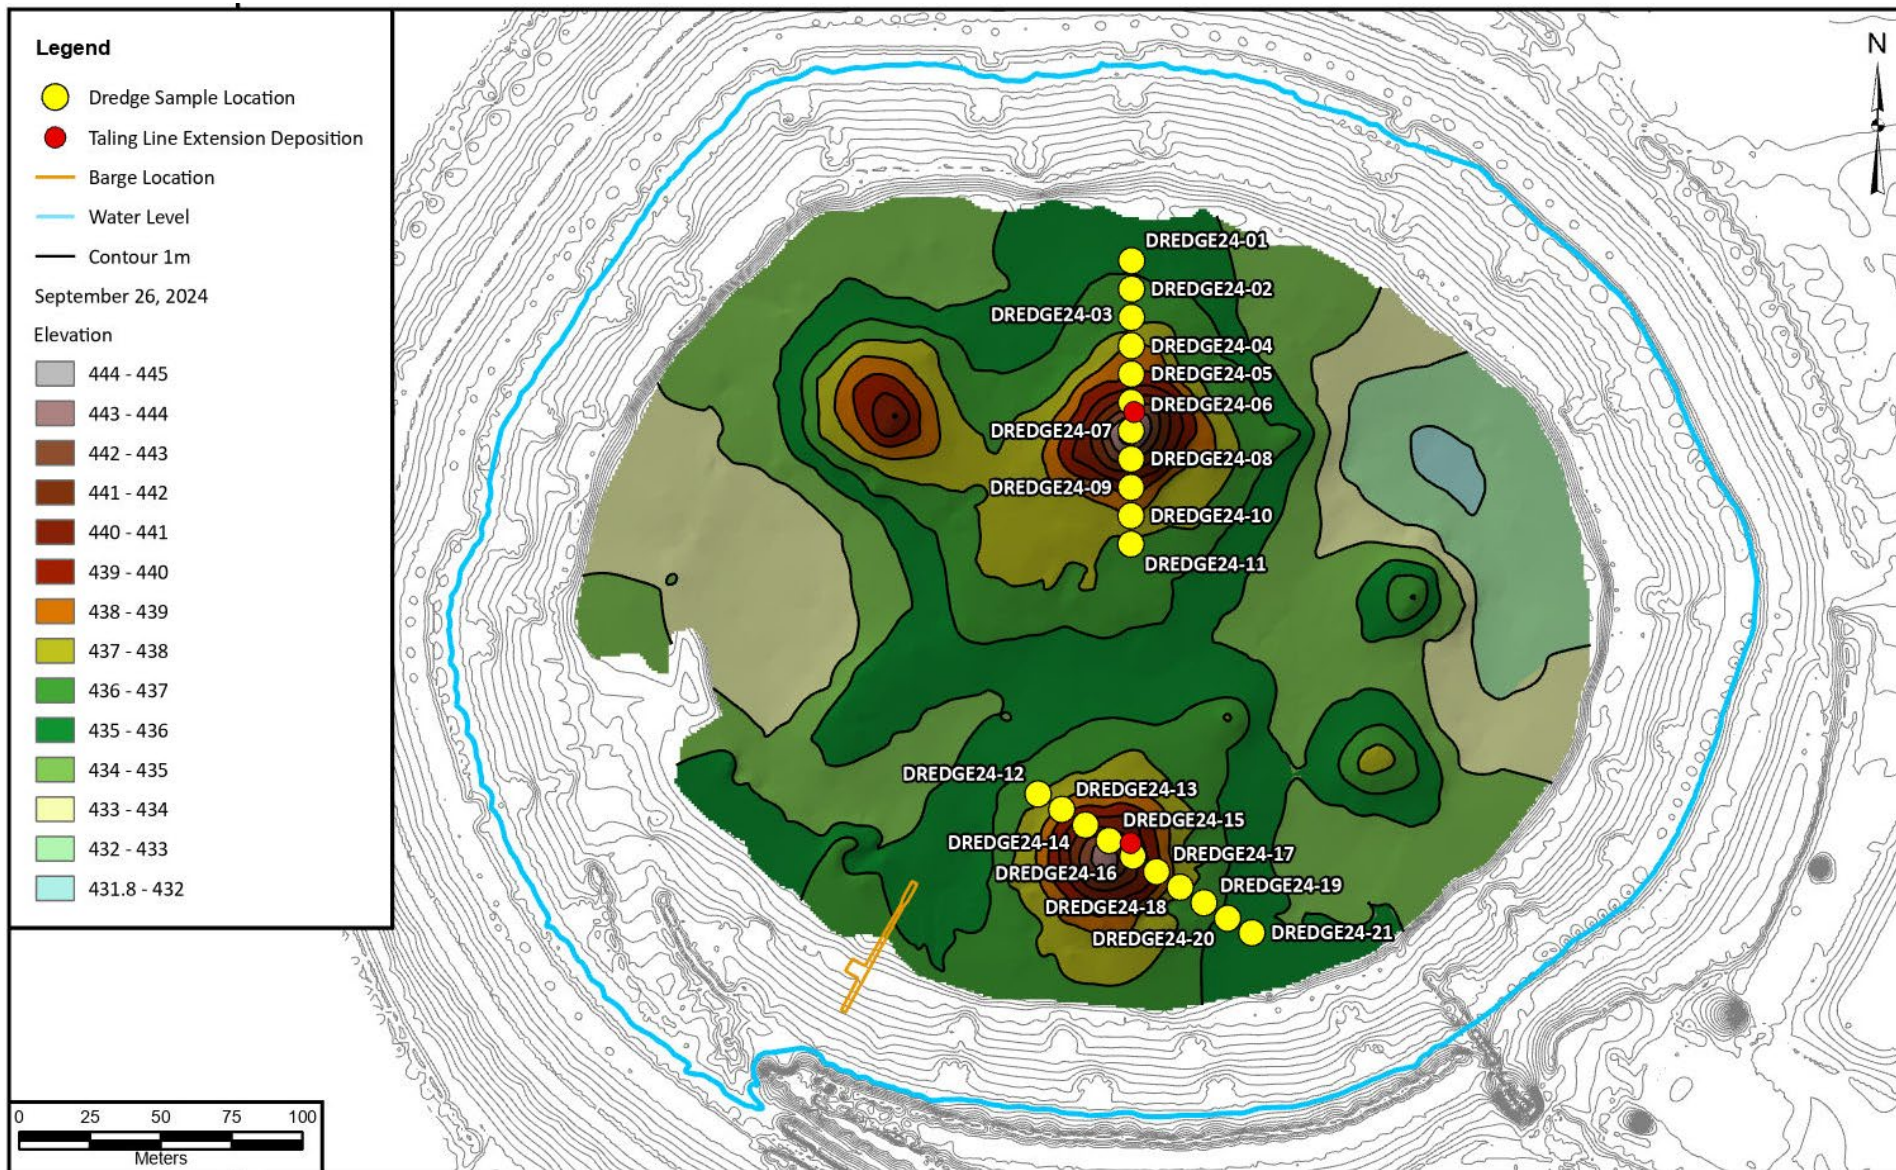 Legend
Dredge Sample Location
Taling Line Extension Deposition
Barge Location
Water Level
Contour 1m
September 26, 2024
Elevation
444 - 445
443 - 444
442 - 443
441 - 442
440 - 441
439 - 440
438 - 439
437 - 438
436 - 437
435 - 436
434 - 435
433 - 434
432 - 433
431.8 - 432
N
DREDGE24-01
DREDGE24-02
DREDGE24-03
DREDGE24-04
DREDGE24-05
DREDGE24-06
DREDGE24-07
DREDGE24-08
DREDGE24-09
DREDGE24-10
DREDGE24-11
DREDGE24-12
DREDGE24-13
DREDGE24-15
DREDGE24-14
DREDGE24-17
DREDGE24-16
DREDGE24-19
DREDGE24-18
DREDGE24-21
DREDGE24-20
0 25 50 75 100
Meters